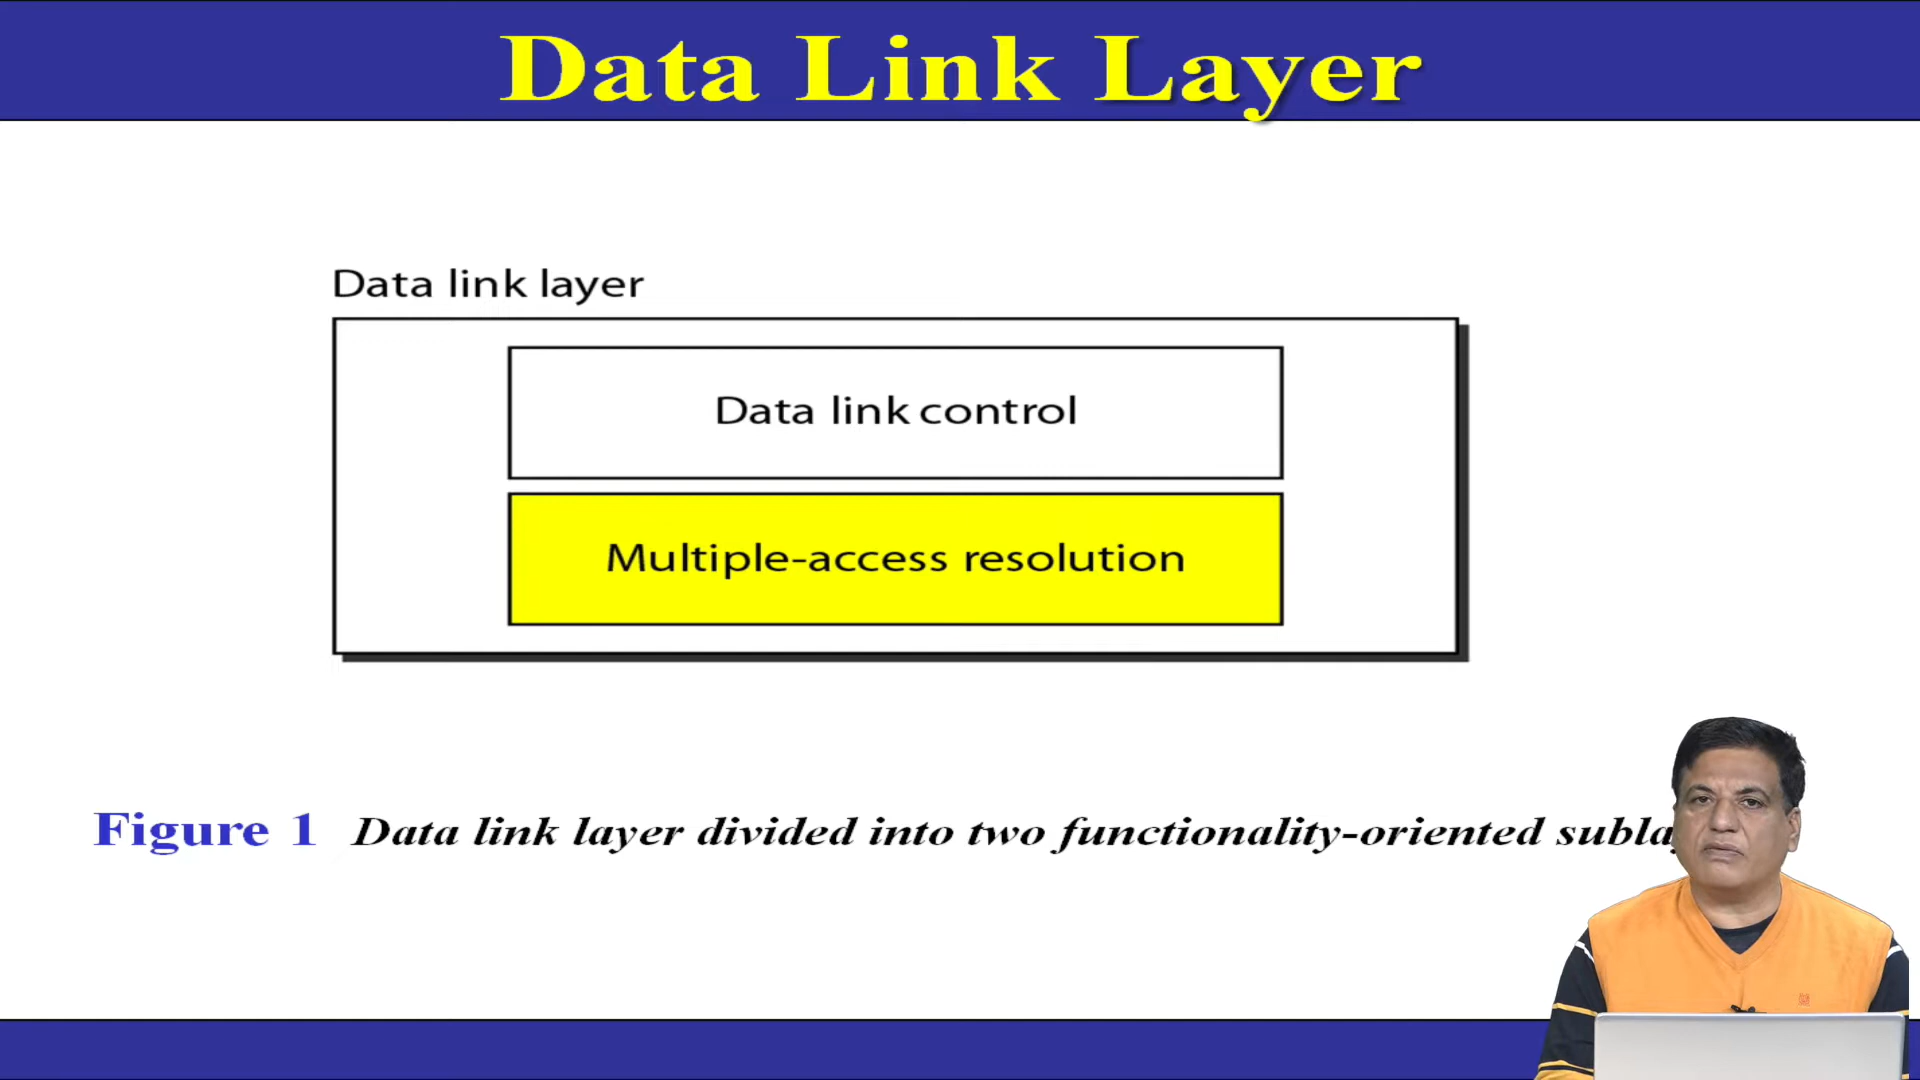 Data Link Layer
Data link layer
Data link control
Multiple-access resolution
Figure 1 Data link layer divided into two functionality-oriented